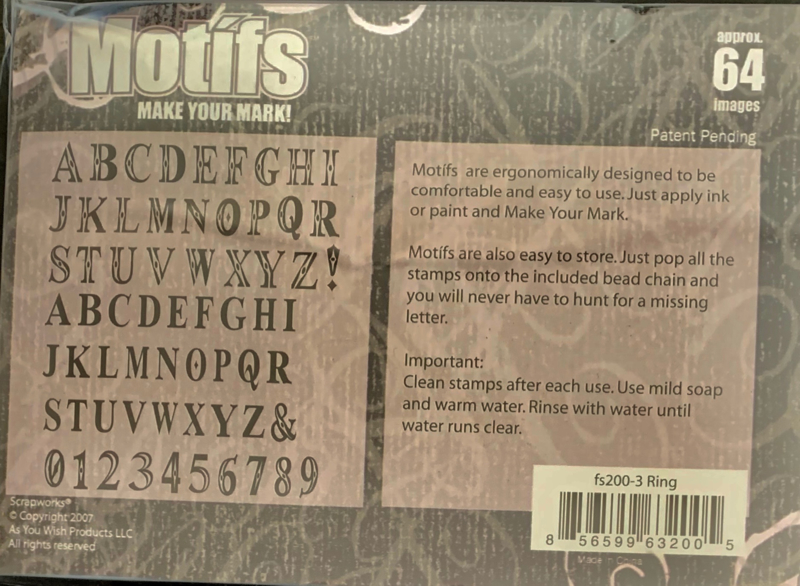 Motífs
MAKE YOUR MARK!
approx.
64
images
Patent Pending
ABCDEFGHI
JKLMNOPQR
STUVWXYZ!
ABCDEFGHI
JKLMNOPQR
STUVWXYZ&
0123456789
Motífs are ergonomically designed to be
comfortable and easy to use. Just apply ink
or paint and Make Your Mark.
Motífs are also easy to store. Just pop all the
stamps onto the included bead chain and
you will never have to hunt for a missing
letter.
Important:
Clean stamps after each use. Use mild soap
and warm water. Rinse with water until
water runs clear.
Scrapworks®
© Copyright 2007
As You Wish Products LLC
All rights reserved
fs200-3 Ring
8 56599 63200 5
Made in China